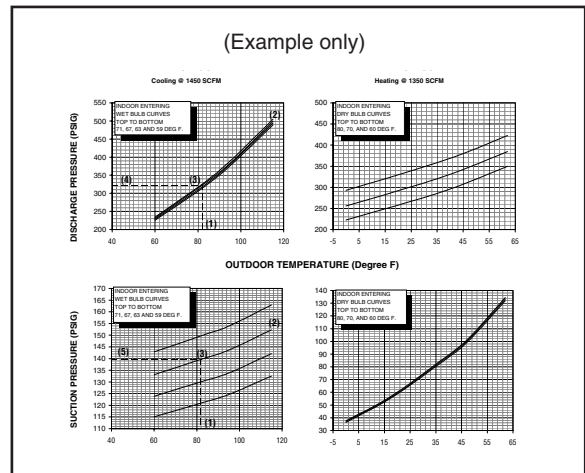 (Example only)
Cooling @ 1450 SCFM
Heating @ 1350 SCFM
DISCHARGE PRESSURE (PSIG)
550
500
450
400
350
300
250
200
INDOOR ENTERING
WET BULB CURVES
TOP TO BOTTOM
71, 67, 63 AND 59 DEG F.
(2)
(4)
(3)
(1)
40 60 80 100 120
500
450
400
350
300
250
200
INDOOR ENTERING
DRY BULB CURVES
TOP TO BOTTOM
80, 70, AND 60 DEG F.
-5 5 15 25 35 45 55 65
OUTDOOR TEMPERATURE (Degree F)
SUCTION PRESSURE (PSIG)
170
165
160
155
150
145
140
135
130
125
120
115
110
INDOOR ENTERING
WET BULB CURVES
TOP TO BOTTOM
71, 67, 63 AND 59 DEG F.
(2)
(5)
(3)
(1)
40 60 80 100 120
140
130
120
110
100
90
80
70
60
50
40
30
INDOOR ENTERING
DRY BULB CURVES
TOP TO BOTTOM
80, 70, AND 60 DEG F.
-5 5 15 25 35 45 55 65